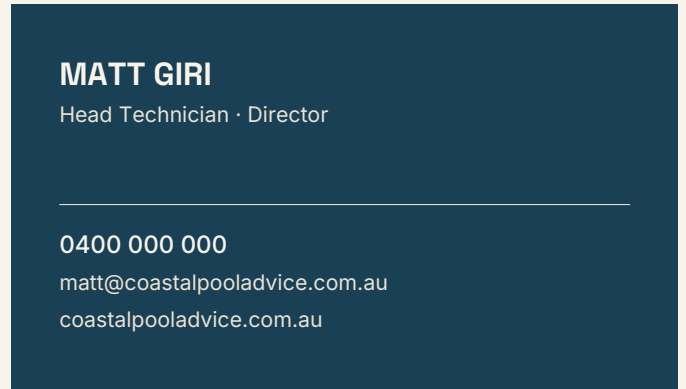 MATT GIRI
Head Technician · Director
0400 000 000
matt@coastalpooladvice.com.au
coastalpooladvice.com.au